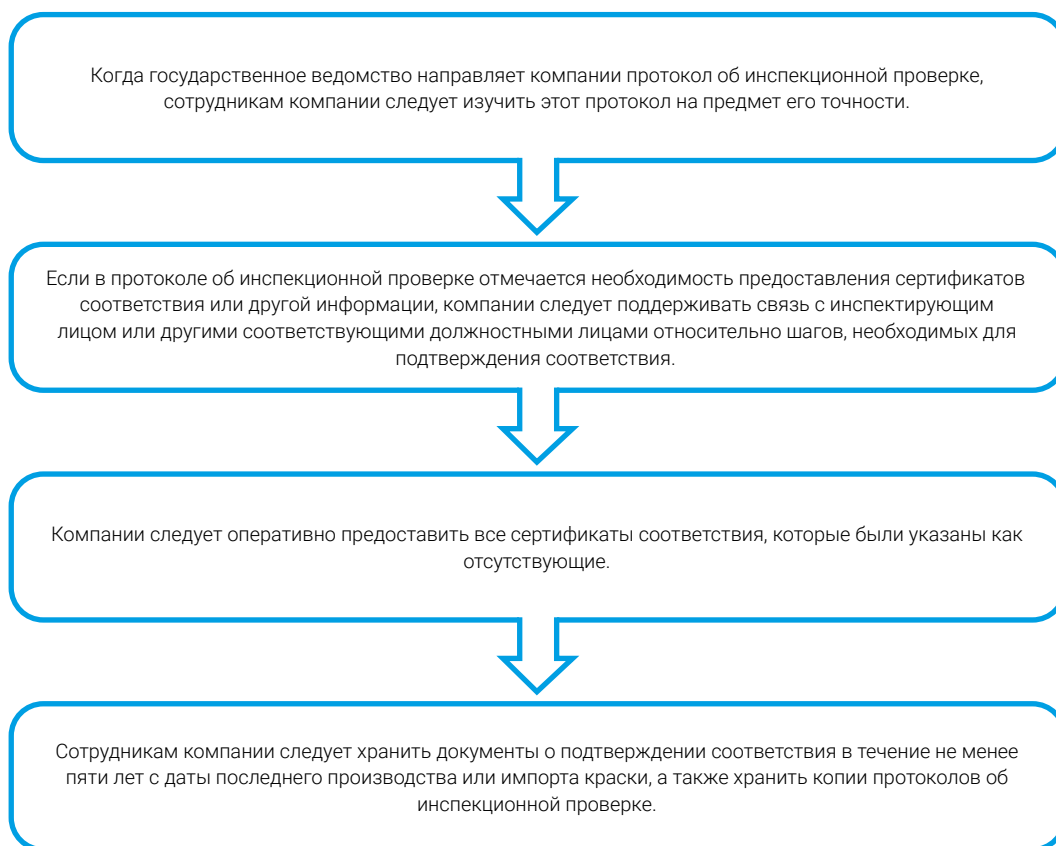 Когда государственное ведомство направляет компании протокол об инспекционной проверке,
сотрудникам компании следует изучить этот протокол на предмет его точности.
Если в протоколе об инспекционной проверке отмечается необходимость предоставления сертификатов
соответствия или другой информации, компании следует поддерживать связь с инспектирующим
лицом или другими соответствующими должностными лицами относительно шагов, необходимых для
подтверждения соответствия.
Компании следует оперативно предоставить все сертификаты соответствия, которые были указаны как
отсутствующие.
Сотрудникам компании следует хранить документы о подтверждении соответствия в течение не менее
пяти лет с даты последнего производства или импорта краски, а также хранить копии протоколов об
инспекционной проверке.